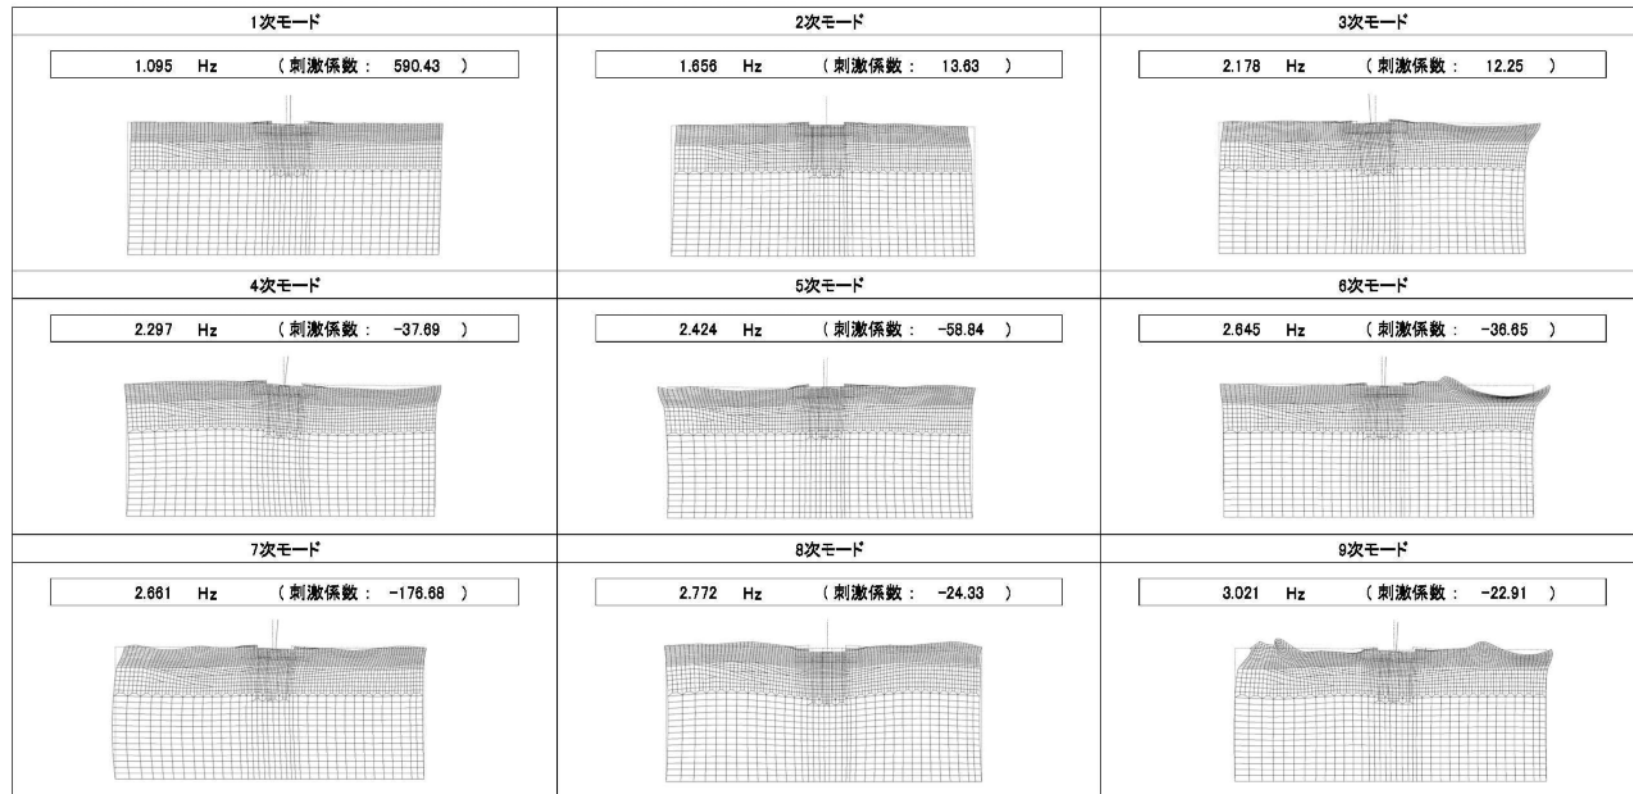 1次モード 2次モード 3次モード
1.095 Hz (刺激係数: 590.43 ) 1.656 Hz (刺激係数: 13.63 ) 2.178 Hz (刺激係数: 12.25 )
4次モード 5次モード 6次モード
2.297 Hz (刺激係数: -37.69 ) 2.424 Hz (刺激係数: -58.84 ) 2.645 Hz (刺激係数: -36.65 )
7次モード 8次モード 9次モード
2.661 Hz (刺激係数: -176.68 ) 2.772 Hz (刺激係数: -24.33 ) 3.021 Hz (刺激係数: -22.91 )